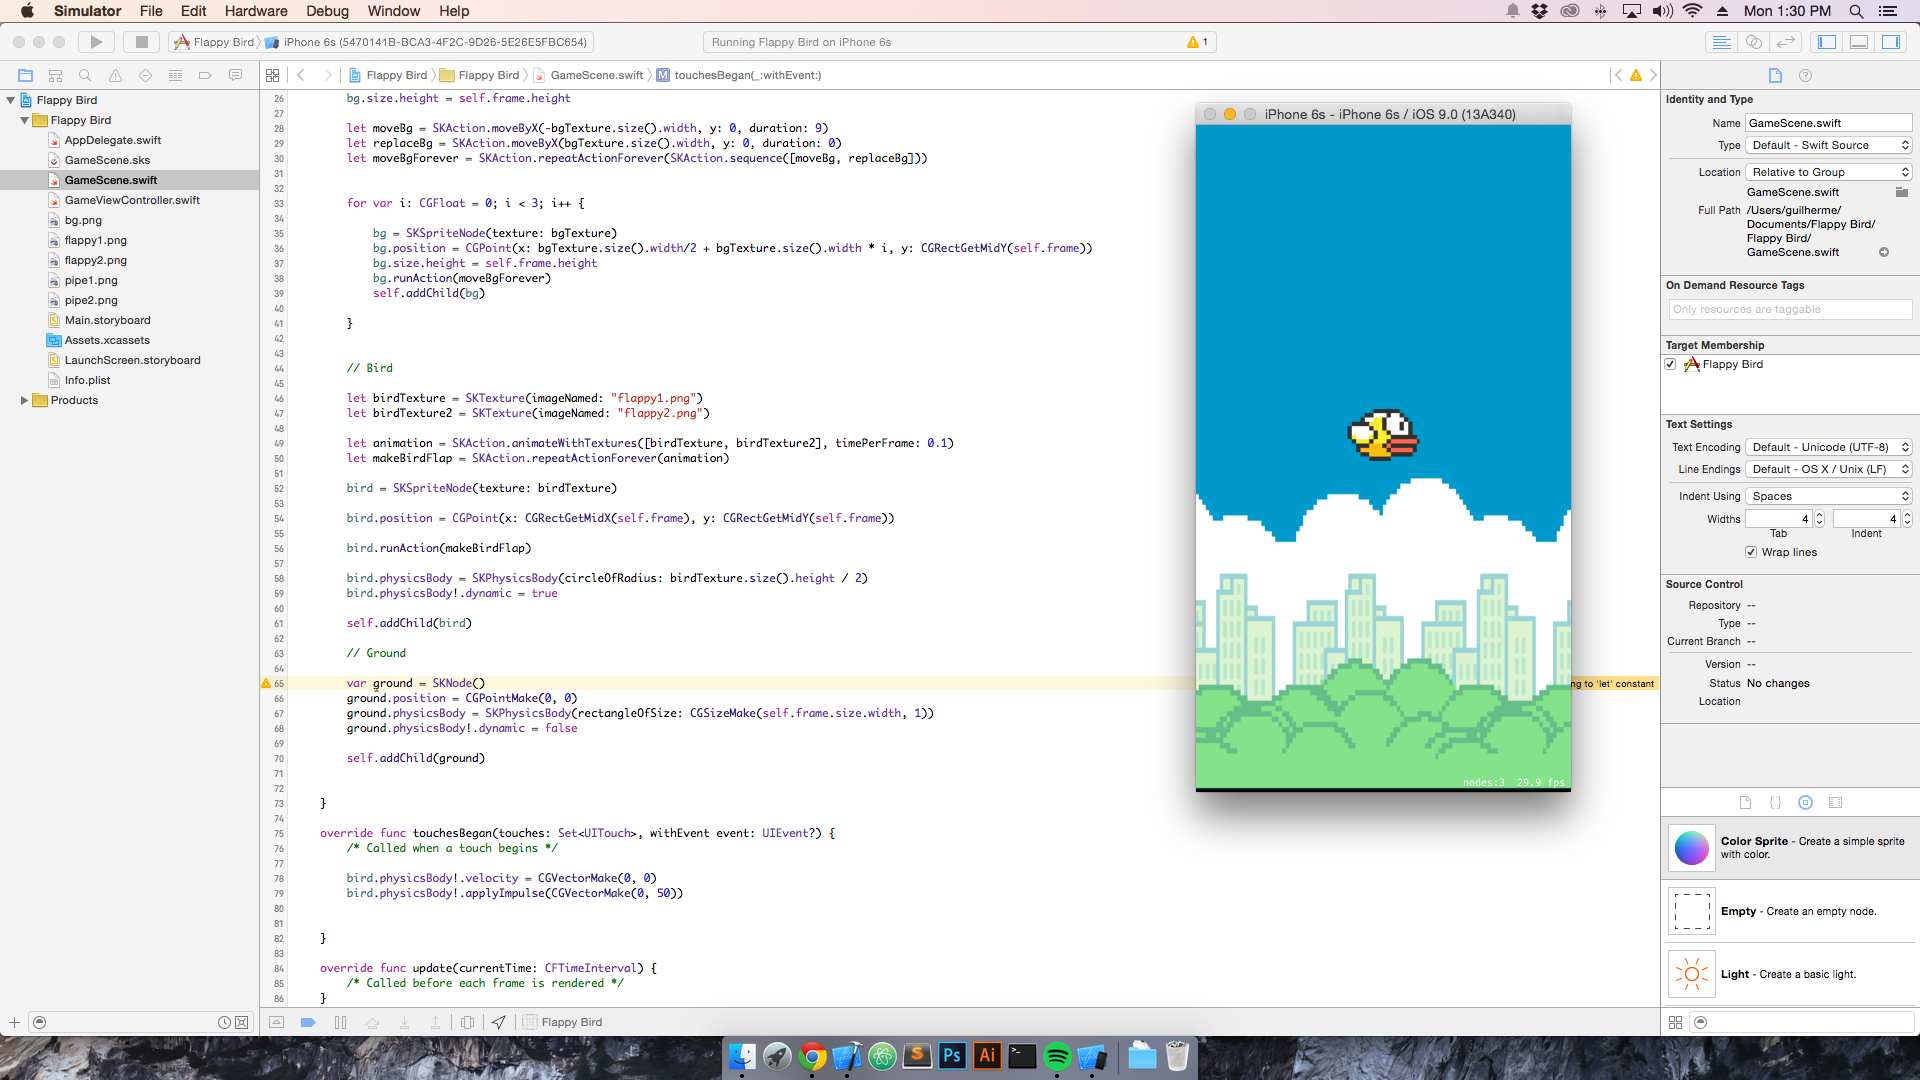 Simulator File Edit Hardware Debug Window Help
Mon 1:30 PM
Flappy Bird iPhone 6s (5470141B-BCA3-4F2C-9D26-5E26E5FBC654)
Running Flappy Bird on iPhone 6s
1
Flappy Bird Flappy Bird GameScene.swift M touchesBegan(_:withEvent:)
Flappy Bird
Flappy Bird
AppDelegate.swift
GameScene.sks
GameScene.swift
GameViewController.swift
bg.png
flappy1.png
flappy2.png
pipe1.png
pipe2.png
Main.storyboard
Assets.xcassets
LaunchScreen.storyboard
Info.plist
Products
26 bg.size.height = self.frame.height
27
28 let moveBg = SKAction.moveByX(-bgTexture.size().width, y: 0, duration: 9)
29 let replaceBg = SKAction.moveByX(bgTexture.size().width, y: 0, duration: 0)
30 let moveBgForever = SKAction.repeatActionForever(SKAction.sequence([moveBg, replaceBg]))
31
32
33 for var i: CGFloat = 0; i < 3; i++ {
34
35 bg = SKSpriteNode(texture: bgTexture)
36 bg.position = CGPoint(x: bgTexture.size().width/2 + bgTexture.size().width * i, y: CGRectGetMidY(self.frame))
37 bg.size.height = self.frame.height
38 bg.runAction(moveBgForever)
39 self.addChild(bg)
40
41 }
42
43
44 // Bird
45
46 let birdTexture = SKTexture(imageNamed: "flappy1.png")
47 let birdTexture2 = SKTexture(imageNamed: "flappy2.png")
48
49 let animation = SKAction.animateWithTextures([birdTexture, birdTexture2], timePerFrame: 0.1)
50 let makeBirdFlap = SKAction.repeatActionForever(animation)
51
52 bird = SKSpriteNode(texture: birdTexture)
53
54 bird.position = CGPoint(x: CGRectGetMidX(self.frame), y: CGRectGetMidY(self.frame))
55
56 bird.runAction(makeBirdFlap)
57
58 bird.physicsBody = SKPhysicsBody(circleOfRadius: birdTexture.size().height / 2)
59 bird.physicsBody!.dynamic = true
60
61 self.addChild(bird)
62
63 // Ground
64
65 var ground = SKNode()
ng to 'let' constant
66 ground.position = CGPointMake(0, 0)
67 ground.physicsBody = SKPhysicsBody(rectangleOfSize: CGSizeMake(self.frame.size.width, 1))
68 ground.physicsBody!.dynamic = false
69
70 self.addChild(ground)
71
72
73 }
74
75 override func touchesBegan(touches: Set<UITouch>, withEvent event: UIEvent?) {
76 /* Called when a touch begins */
77
78 bird.physicsBody!.velocity = CGVectorMake(0, 0)
79 bird.physicsBody!.applyImpulse(CGVectorMake(0, 50))
80
81
82 }
83
84 override func update(currentTime: CFTimeInterval) {
85 /* Called before each frame is rendered */
86 }
Flappy Bird
iPhone 6s - iPhone 6s / iOS 9.0 (13A340)
nodes:3 29.9 fps
Identity and Type
Name GameScene.swift
Type Default - Swift Source
Location Relative to Group
GameScene.swift
Full Path /Users/guilherme/
Documents/Flappy Bird/
Flappy Bird/
GameScene.swift
On Demand Resource Tags
Only resources are taggable
Target Membership
Flappy Bird
Text Settings
Text Encoding Default - Unicode (UTF-8)
Line Endings Default - OS X / Unix (LF)
Indent Using Spaces
Widths 4 4
Tab Indent
Wrap lines
Source Control
Repository --
Type --
Current Branch --
Version --
Status No changes
Location
Color Sprite - Create a simple sprite
with color.
Empty - Create an empty node.
Light - Create a basic light.
S Ps Ai >_